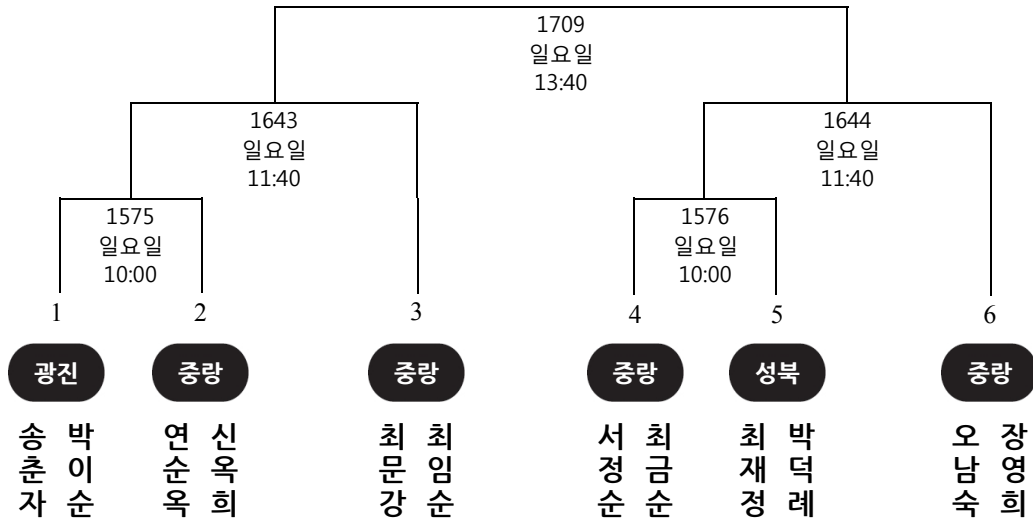 1709
일요일
13:40
1643
일요일
11:40
1644
일요일
11:40
1575
일요일
10:00
1576
일요일
10:00
1 2 3 4 5 6
광진 중랑 중랑 중랑 성북 중랑
송춘자 박이순
연순옥 신옥희
최문강 최임순
서정순 최금순
최재정 박덕례
오남숙 장영희